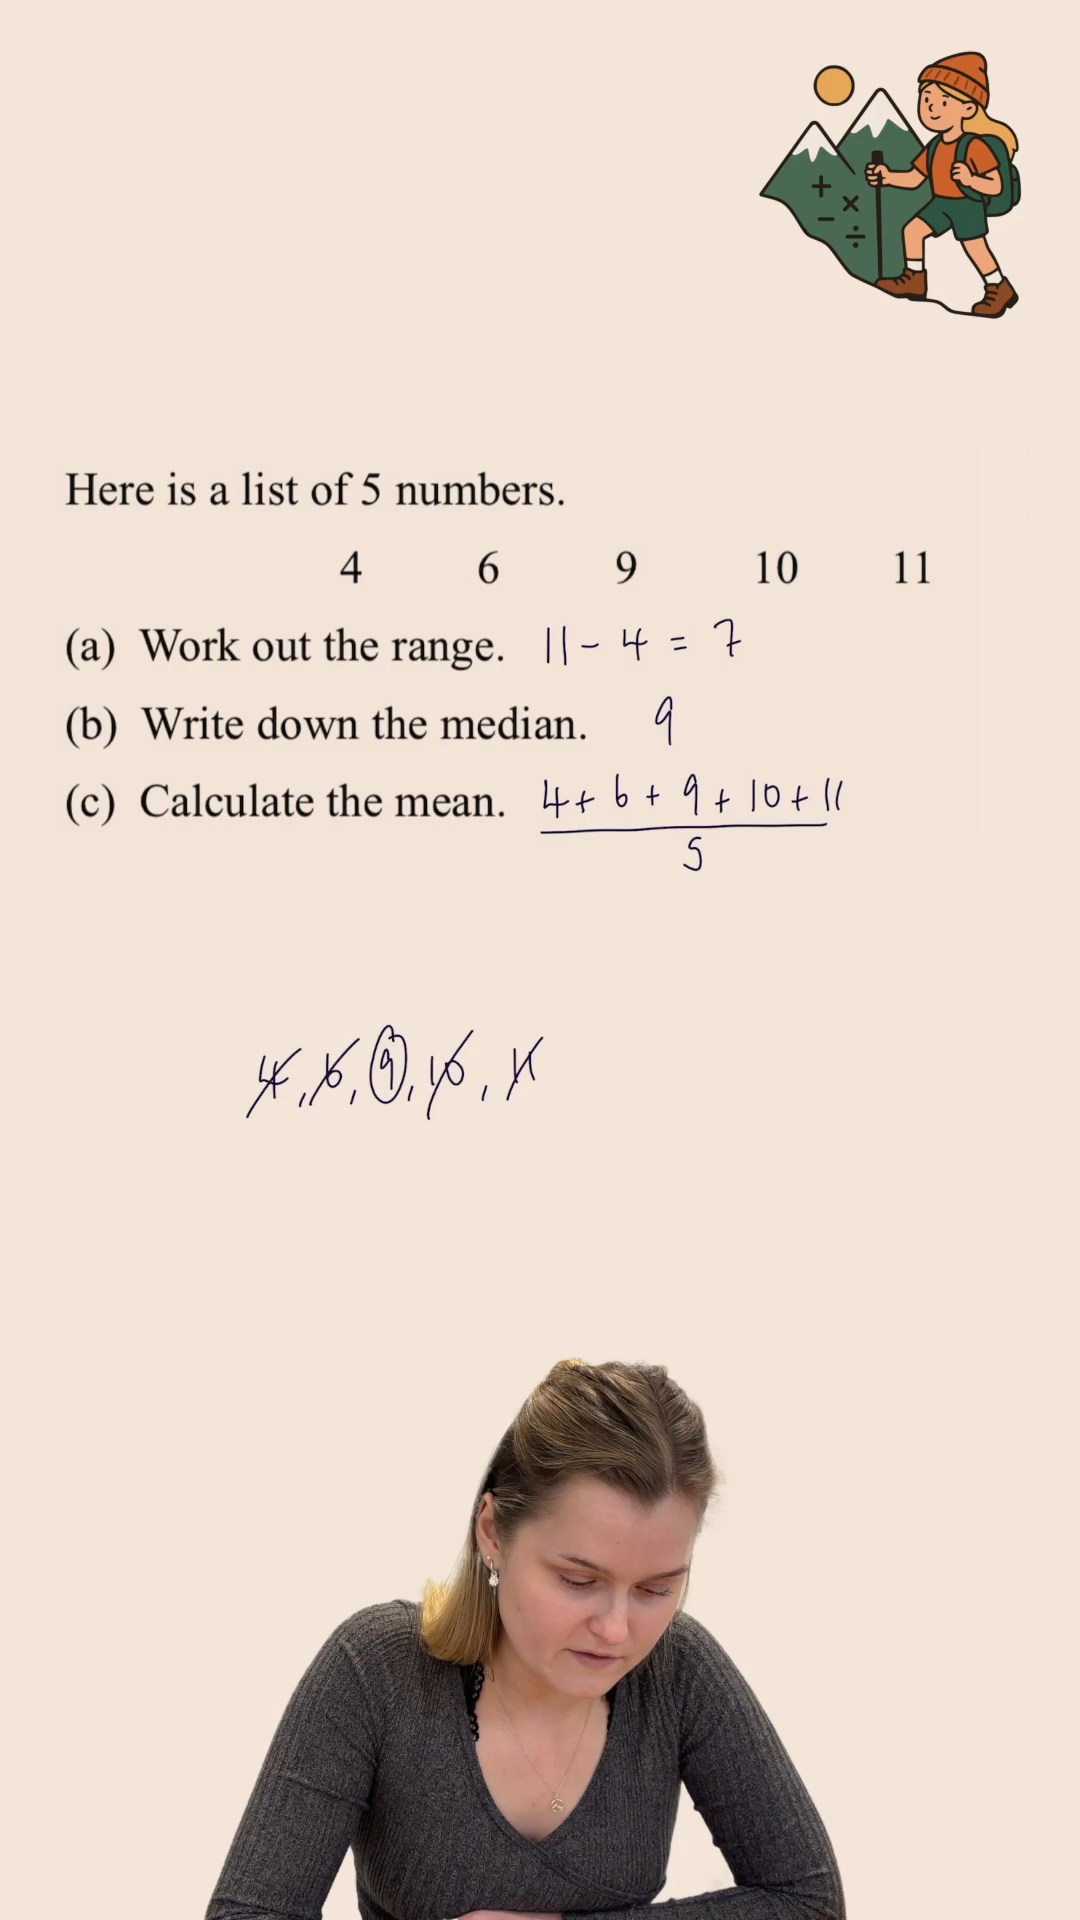 +
×
−
÷
Here is a list of 5 numbers.
4 6 9 10 11
(a) Work out the range. 11 - 4 = 7
(b) Write down the median. 9
(c) Calculate the mean. 4 + 6 + 9 + 10 + 11
5
4, 6, 9, 10, 11